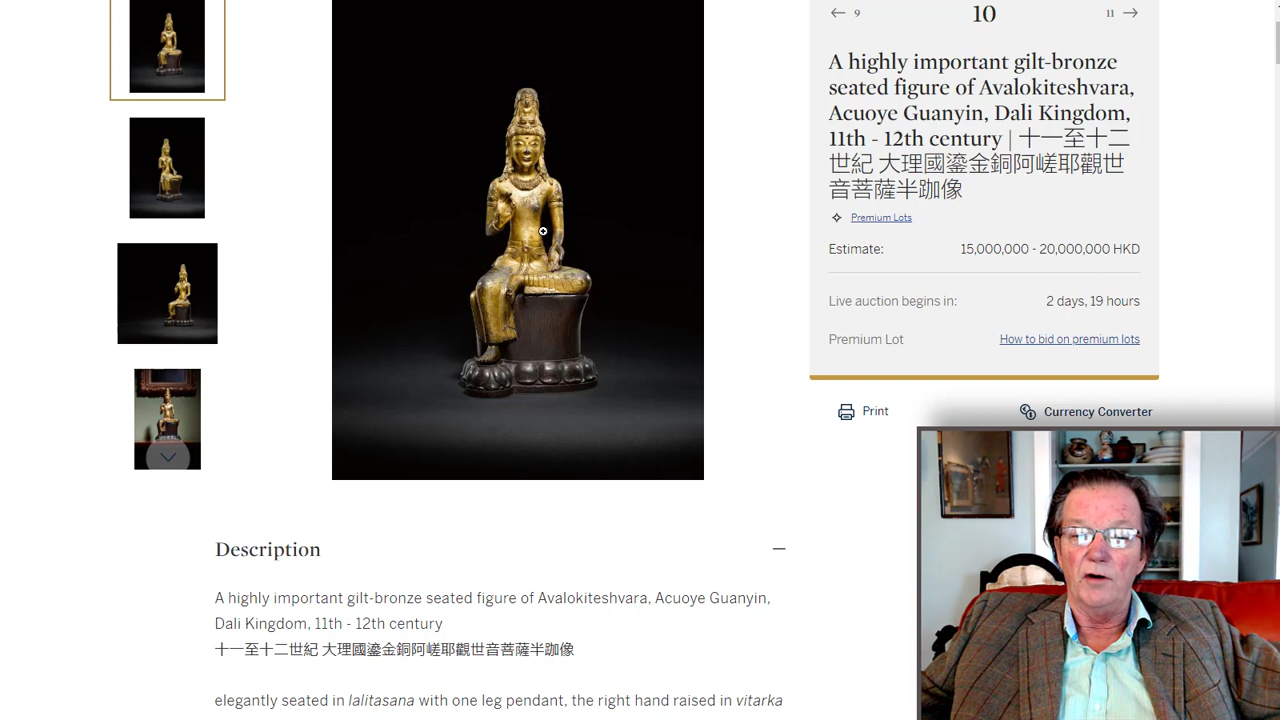 9
10
11
A highly important gilt-bronze
seated figure of Avalokiteshvara,
Acuoye Guanyin, Dali Kingdom,
11th - 12th century | 十一至十二
世紀 大理國鎏金銅阿嵯耶觀世
音菩薩半跏像
Premium Lots
Estimate: 15,000,000 - 20,000,000 HKD
Live auction begins in: 2 days, 19 hours
Premium Lot How to bid on premium lots
Print Currency Converter
Description
A highly important gilt-bronze seated figure of Avalokiteshvara, Acuoye Guanyin,
Dali Kingdom, 11th - 12th century
十一至十二世紀 大理國鎏金銅阿嵯耶觀世音菩薩半跏像
elegantly seated in lalitasana with one leg pendant, the right hand raised in vitarka